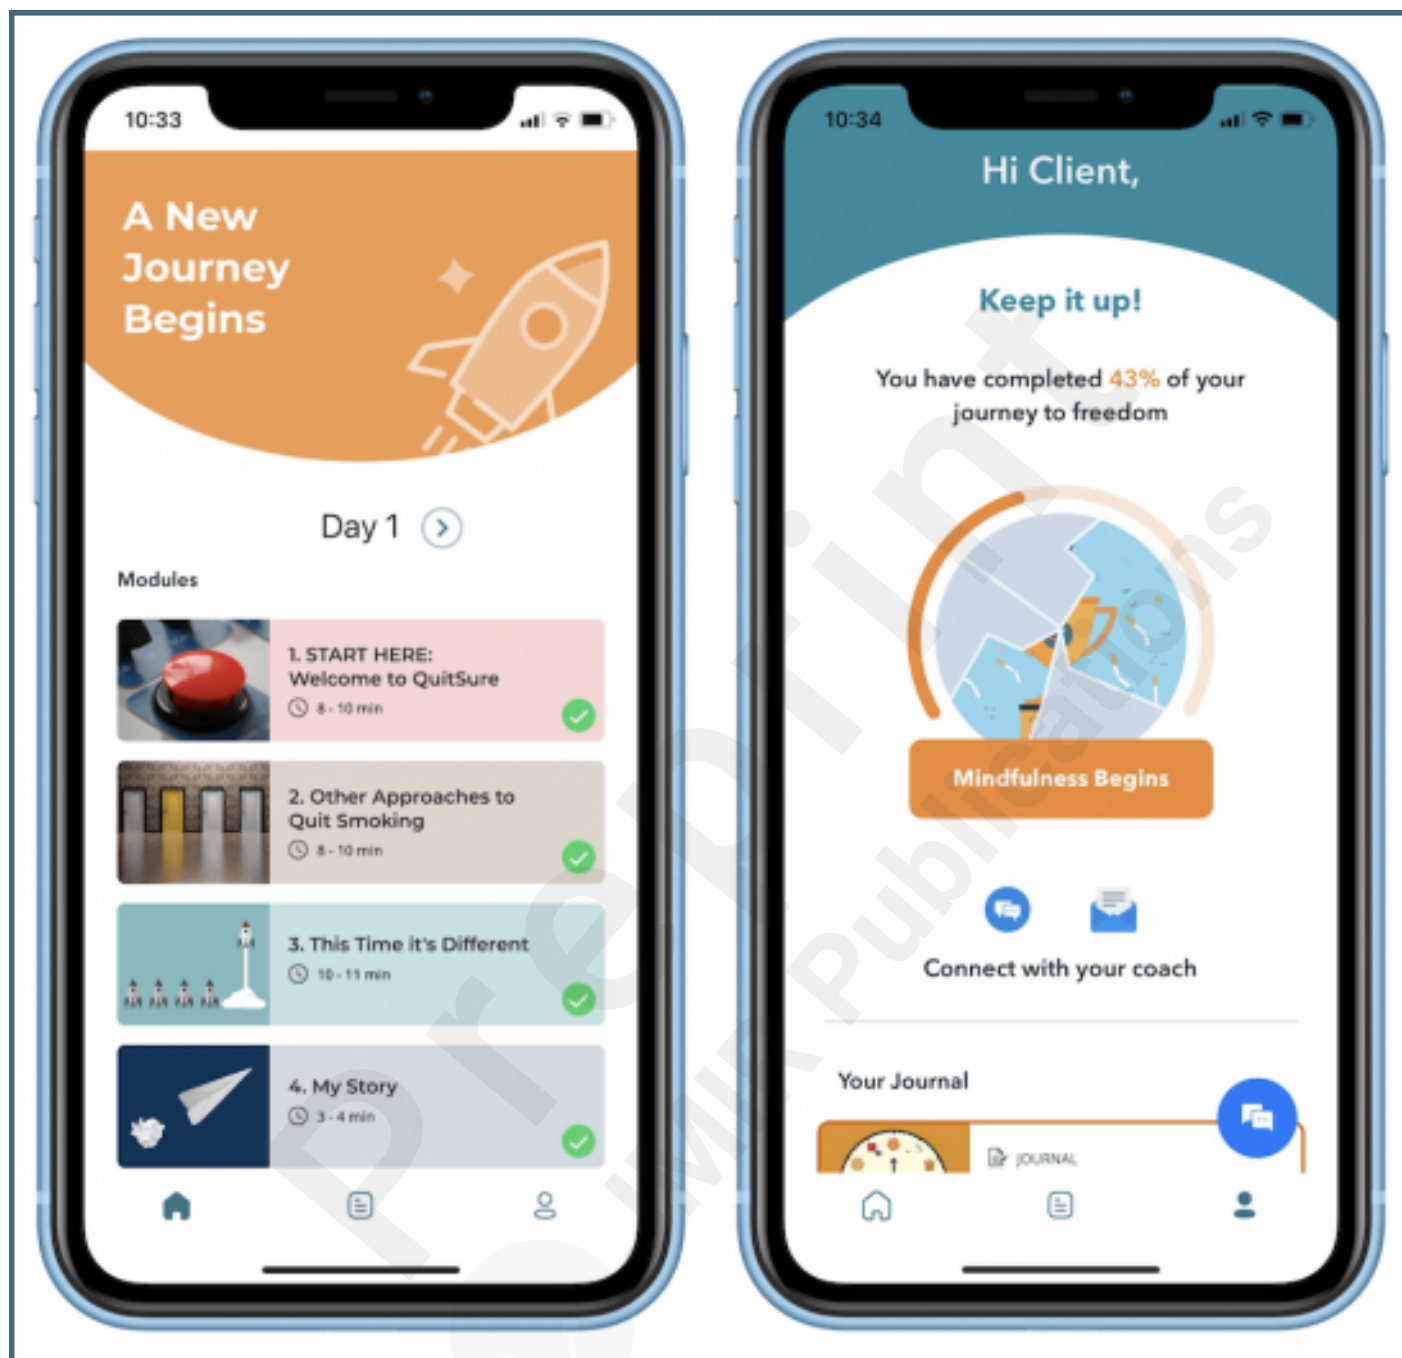 10:33
A New
Journey
Begins
Day 1
Modules
1. START HERE:
Welcome to QuitSure
8 - 10 min
2. Other Approaches to
Quit Smoking
8 - 10 min
3. This Time it's Different
10 - 11 min
4. My Story
3 - 4 min
10:34
Hi Client,
Keep it up!
You have completed 43% of your
journey to freedom
Mindfulness Begins
Connect with your coach
Your Journal
JOURNAL
Preprint
JMIR Publications